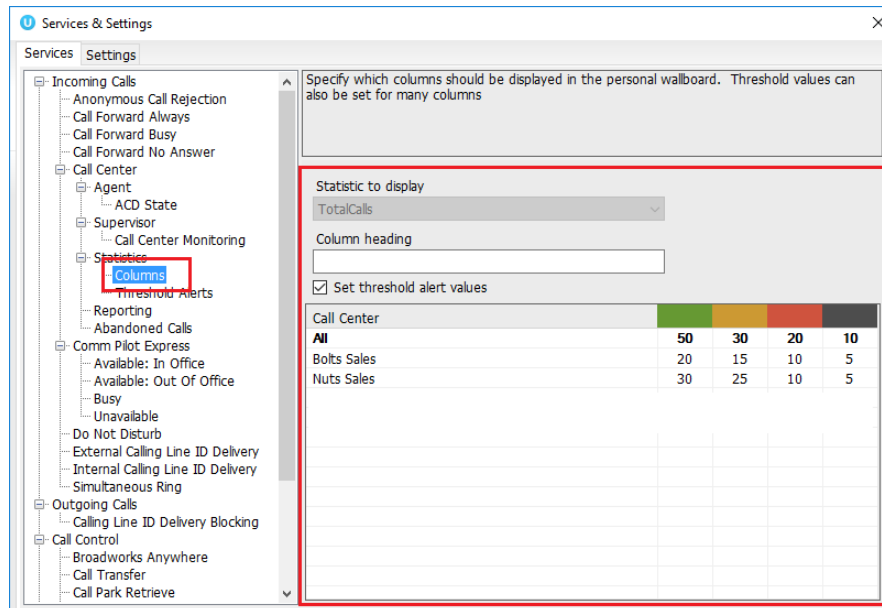 Services & Settings
Services Settings
Incoming Calls
Anonymous Call Rejection
Call Forward Always
Call Forward Busy
Call Forward No Answer
Call Center
Agent
ACD State
Supervisor
Call Center Monitoring
Statistics
Columns
Threshold Alerts
Reporting
Abandoned Calls
Comm Pilot Express
Available: In Office
Available: Out Of Office
Busy
Unavailable
Do Not Disturb
External Calling Line ID Delivery
Internal Calling Line ID Delivery
Simultaneous Ring
Outgoing Calls
Calling Line ID Delivery Blocking
Call Control
Broadworks Anywhere
Call Transfer
Call Park Retrieve
Specify which columns should be displayed in the personal wallboard. Threshold values can
also be set for many columns
Statistic to display
TotalCalls
Column heading
Set threshold alert values
Call Center
All 50 30 20 10
Bolts Sales 20 15 10 5
Nuts Sales 30 25 10 5